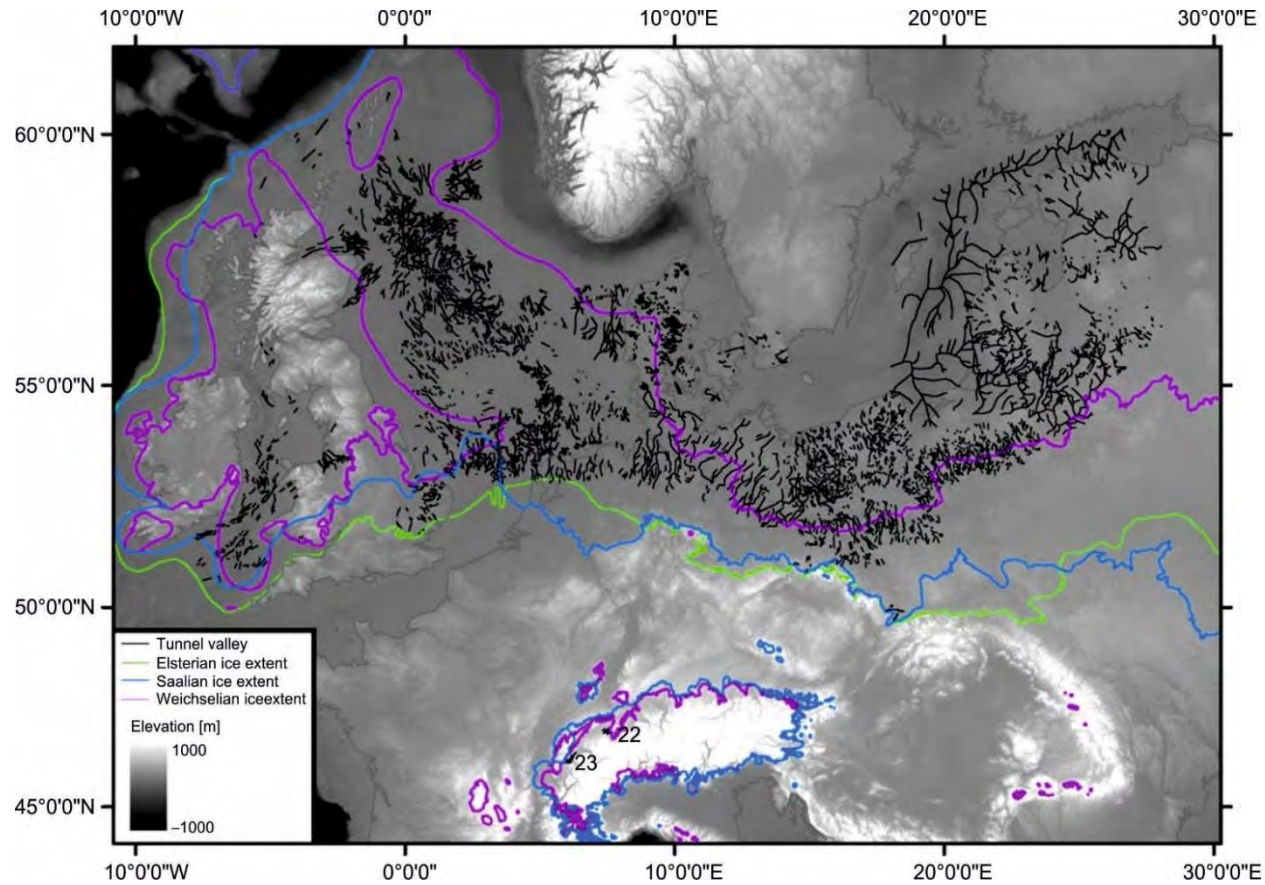 10°0'0"W 0°0'0" 10°0'0"E 20°0'0"E 30°0'0"E
60°0'0"N
55°0'0"N
50°0'0"N
45°0'0"N
Tunnel valley
Elsterian ice extent
Saalian ice extent
Weichselian iceextent
Elevation [m]
1000
–1000
22
23
10°0'0"W 0°0'0" 10°0'0"E 20°0'0"E 30°0'0"E